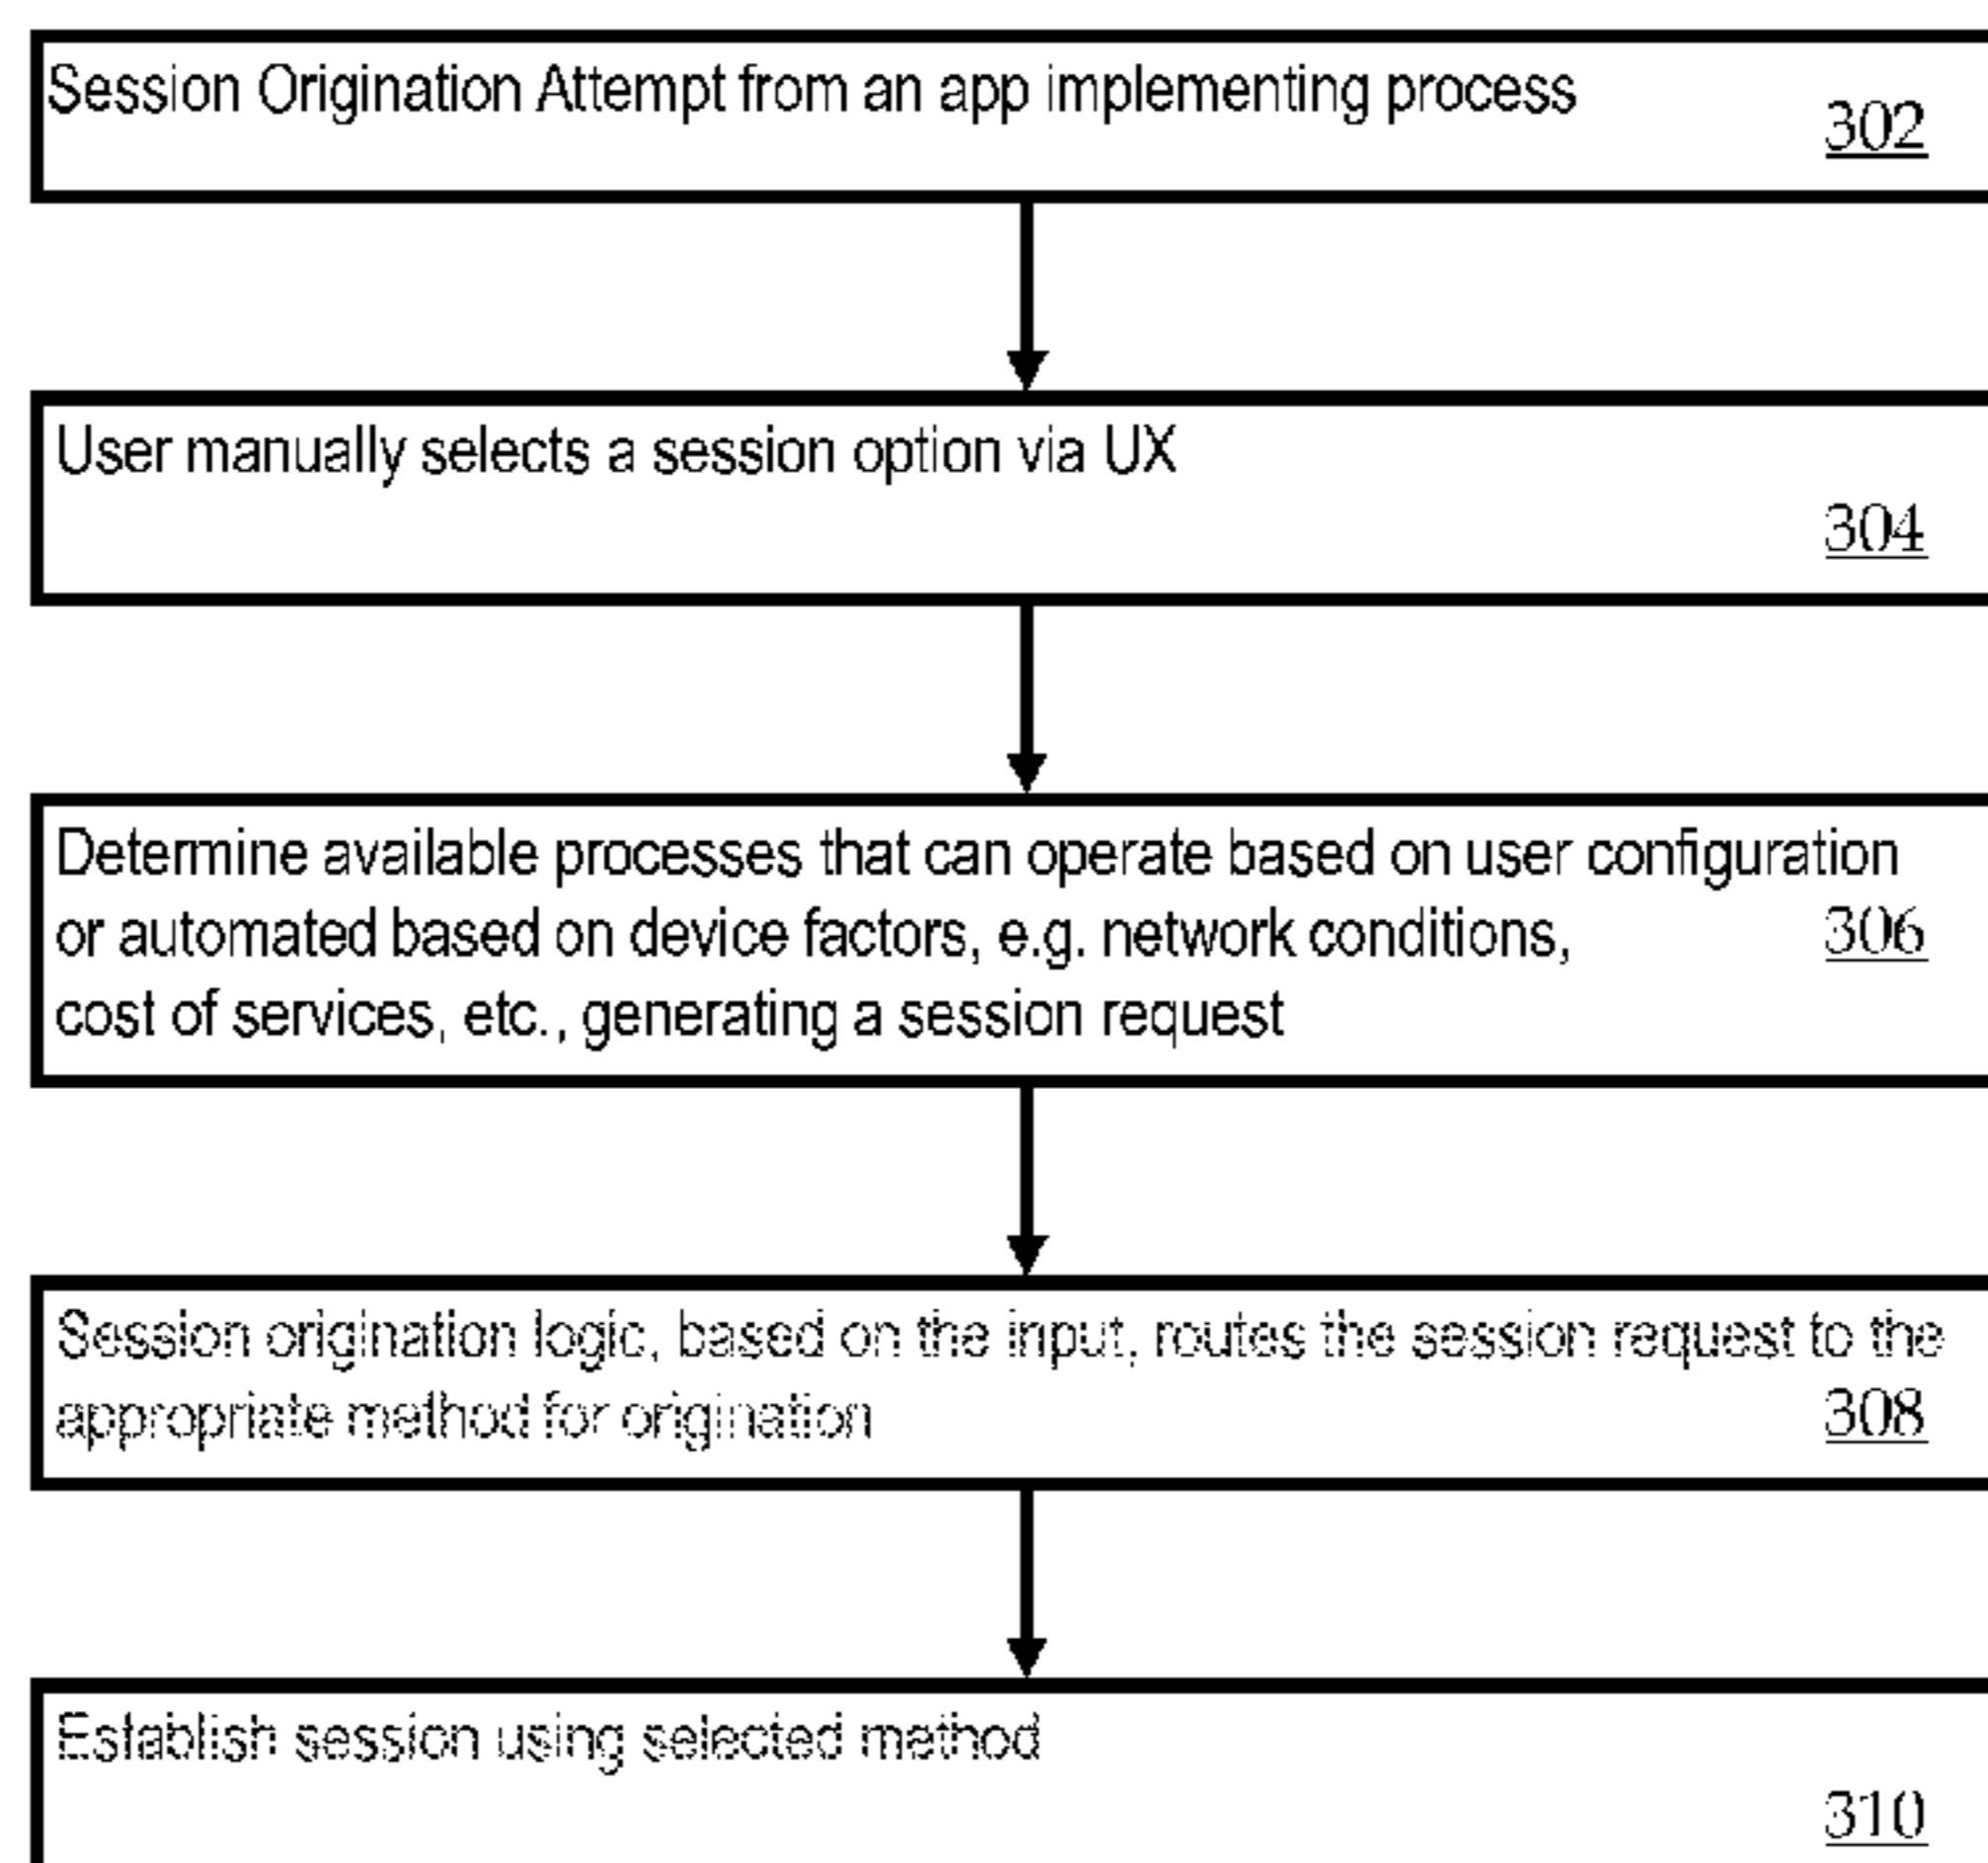 Session Origination Attempt from an app implementing process
302
User manually selects a session option via UX
304
Determine available processes that can operate based on user configuration
or automated based on device factors, e.g. network conditions,
306
cost of services, etc., generating a session request
Session origination logic, based on the input, routes the session request to the
appropriate method for origination
308
Establish session using selected method
310